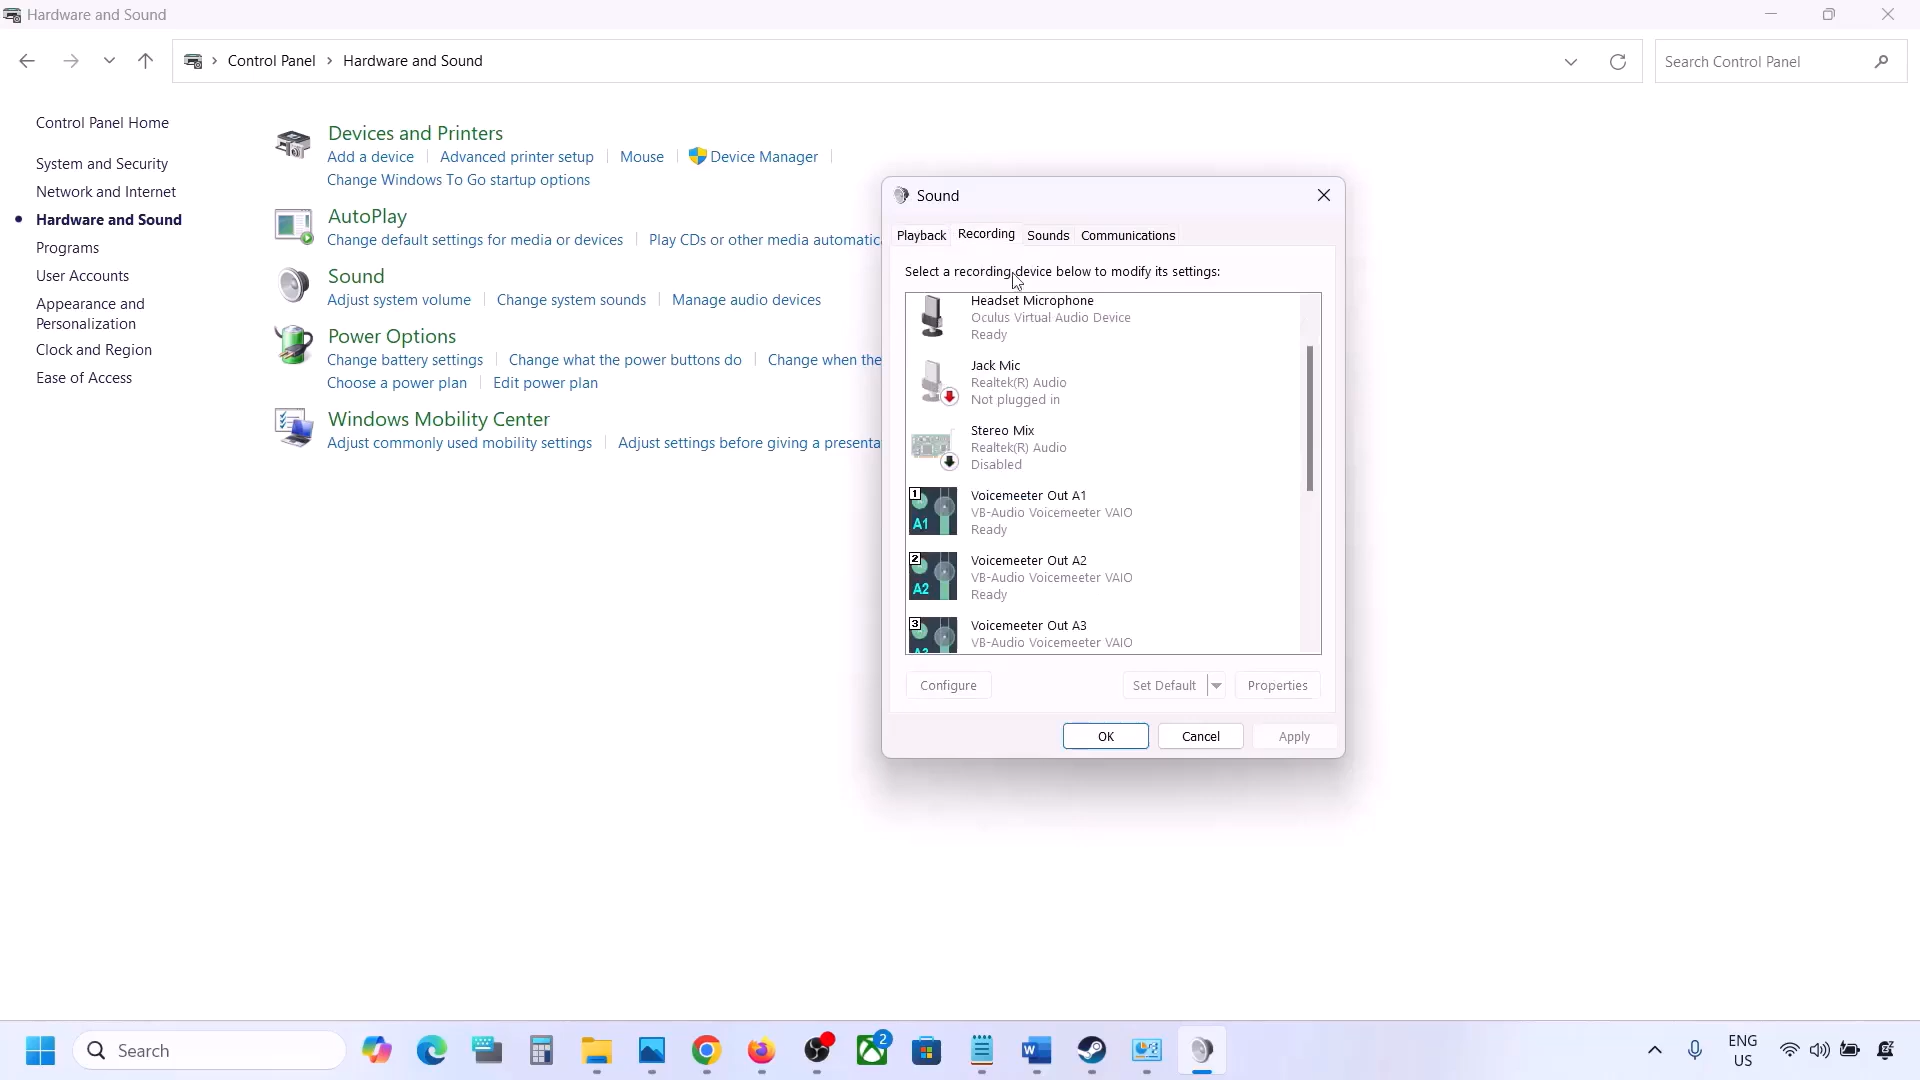 Hardware and Sound
Control Panel > Hardware and Sound
Search Control Panel
Control Panel Home
System and Security
Network and Internet
Hardware and Sound
Programs
User Accounts
Appearance and
Personalization
Clock and Region
Ease of Access
Devices and Printers
Add a device
Advanced printer setup
Mouse
Device Manager
Change Windows To Go startup options
AutoPlay
Change default settings for media or devices
Play CDs or other media automatic
Sound
Adjust system volume
Change system sounds
Manage audio devices
Power Options
Change battery settings
Change what the power buttons do
Change when the
Choose a power plan
Edit power plan
Windows Mobility Center
Adjust commonly used mobility settings
Adjust settings before giving a presenta
Sound
Playback Recording Sounds Communications
Select a recording device below to modify its settings:
Headset Microphone
Oculus Virtual Audio Device
Ready
Jack Mic
Realtek(R) Audio
Not plugged in
Stereo Mix
Realtek(R) Audio
Disabled
1
A1
Voicemeeter Out A1
VB-Audio Voicemeeter VAIO
Ready
2
A2
Voicemeeter Out A2
VB-Audio Voicemeeter VAIO
Ready
3
A3
Voicemeeter Out A3
VB-Audio Voicemeeter VAIO
Configure
Set Default
Properties
OK
Cancel
Apply
Search
2
ENG
US